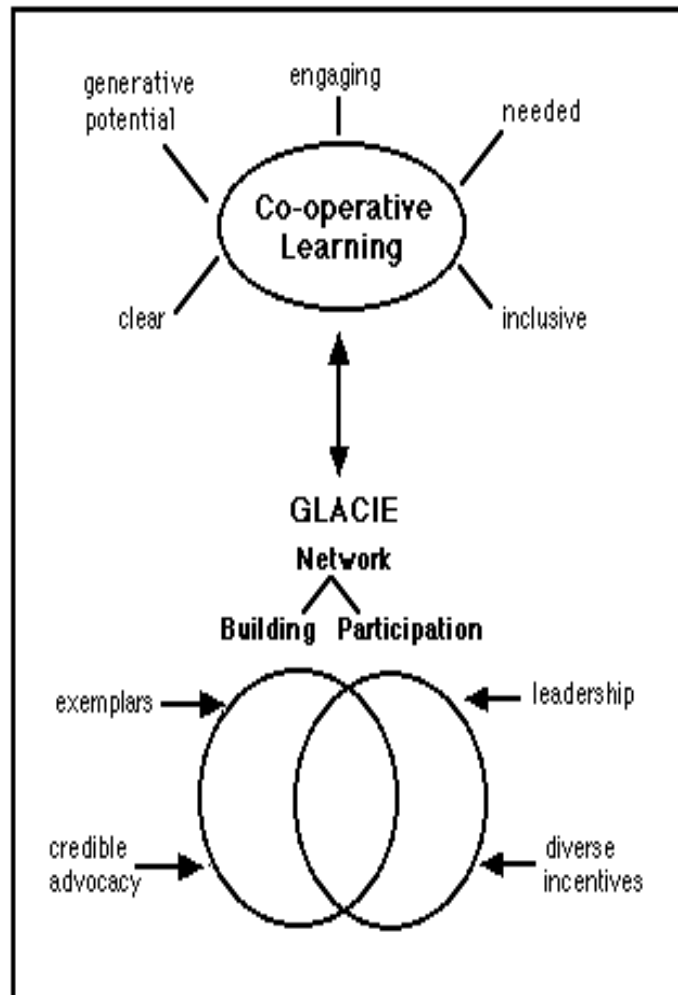 generative
potential
engaging
needed
Co-operative
Learning
clear
inclusive
GLACIE
Network
Building Participation
exemplars
leadership
credible
advocacy
diverse
incentives